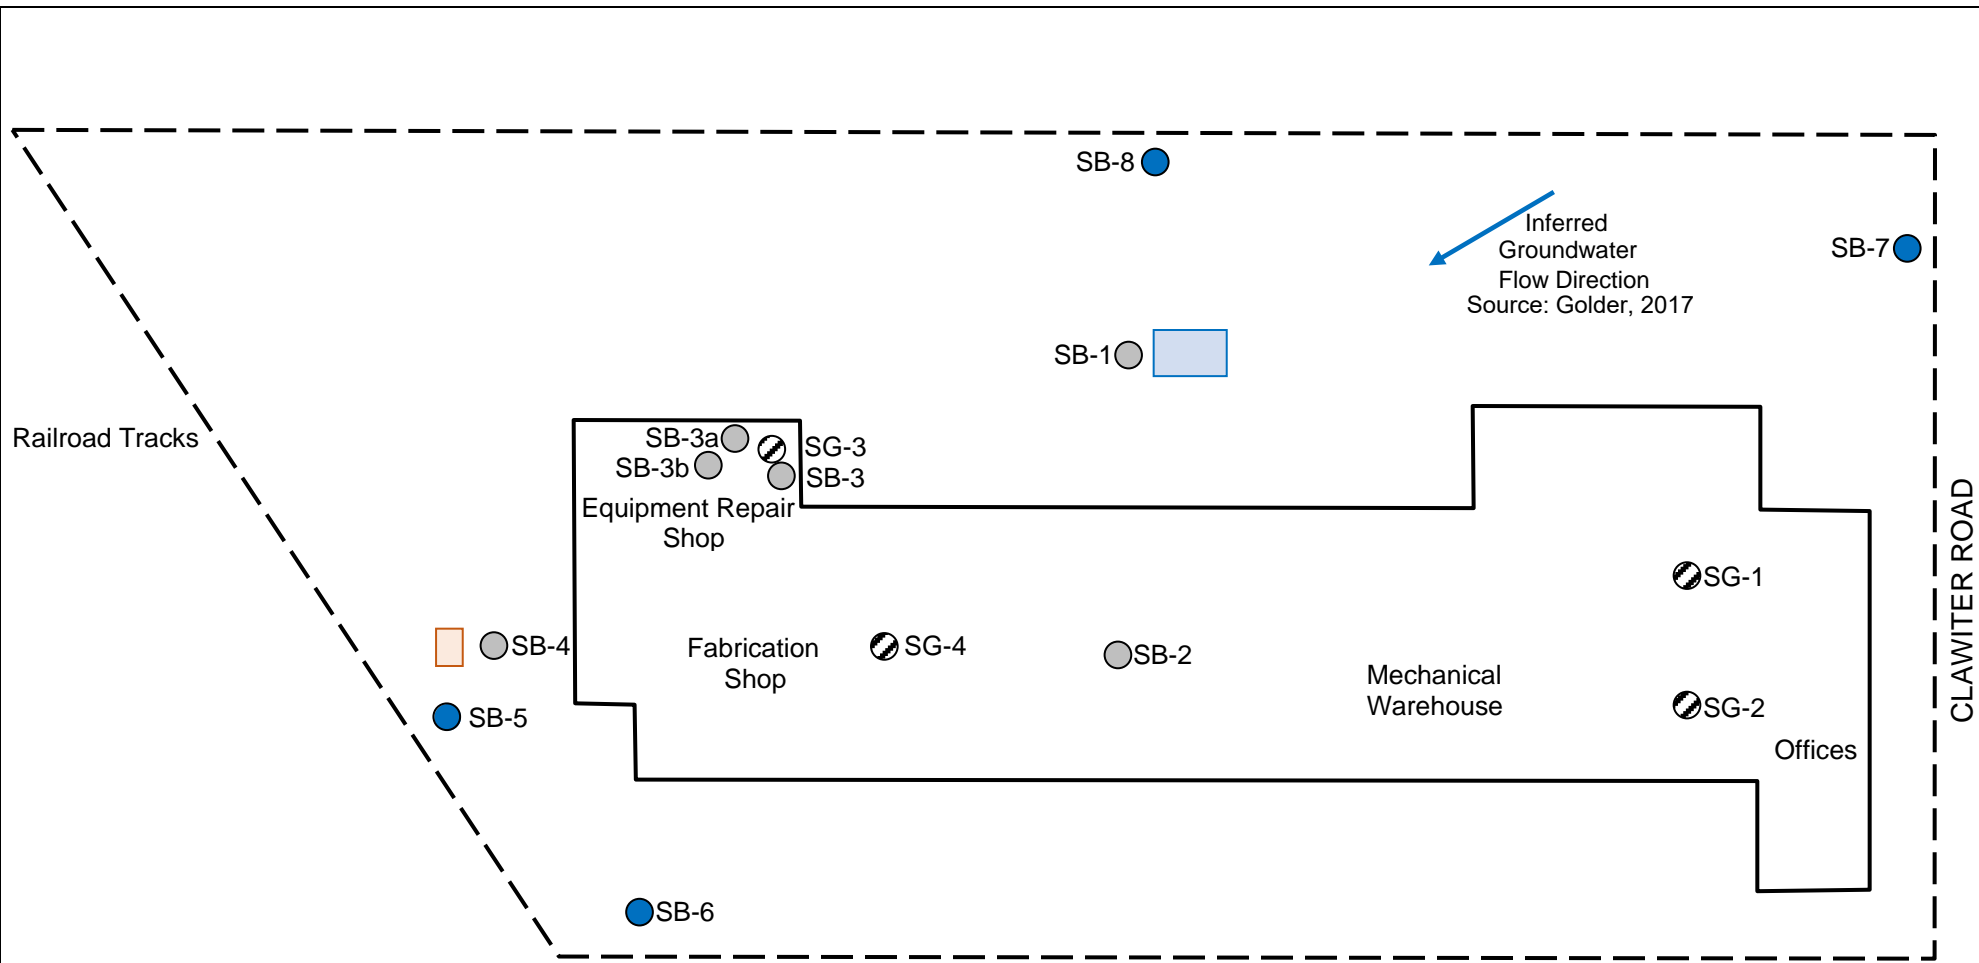 SB-8
Inferred
Groundwater
Flow Direction
Source: Golder, 2017
SB-7
SB-1
Railroad Tracks
SB-3a
SG-3
SB-3b
SB-3
Equipment Repair
Shop
CLAWITER ROAD
SG-1
SB-4
Fabrication
Shop
SG-4
SB-2
Mechanical
Warehouse
SG-2
SB-5
Offices
SB-6